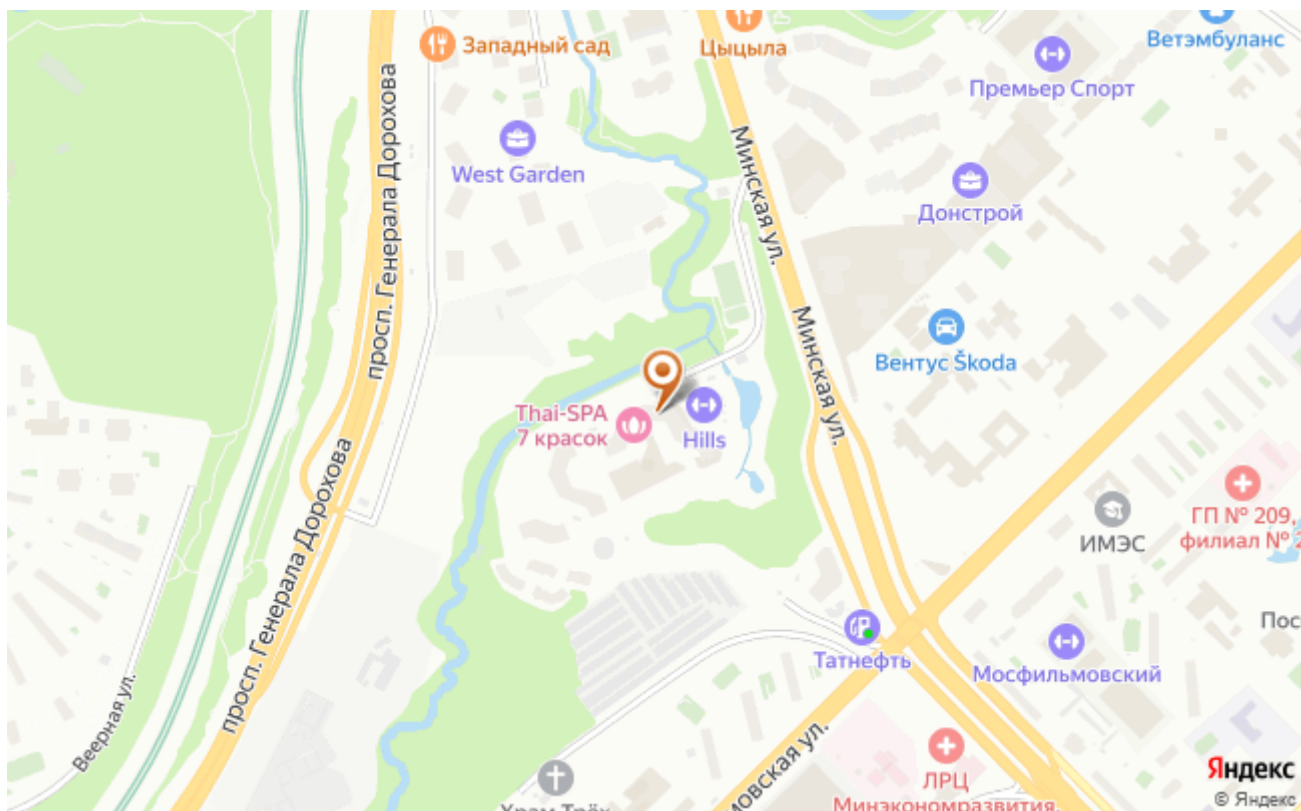 Западный сад
Цыцыла
Ветэмбуланс
Премьер Спорт
West Garden
Минская ул.
Донстрой
просп. Генерала Дорохова
Минская ул.
Вентус Škoda
Thai-SPA
7 красок
Hills
просп. Генерала Дорохова
ИМЭС
ГП № 209,
филиал № 2
Пос
Татнефть
Мосфильмовский
Веерная ул.
мовская ул.
ЛРЦ
Минэкономразвития,
Храм Трёх
Яндекс
© Яндекс